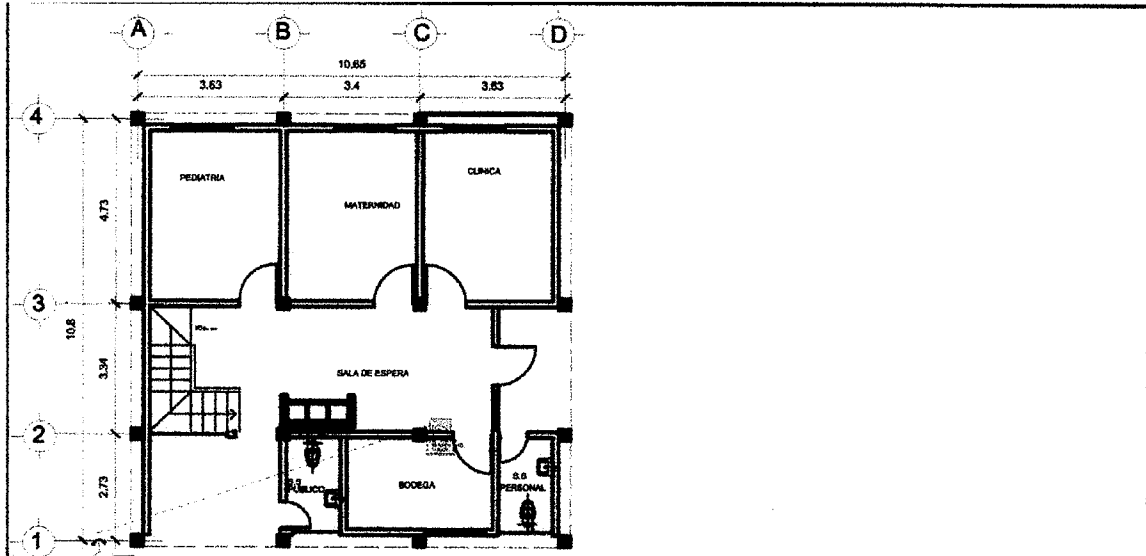 A B C D
10.65
3.63 3.4 3.63
4
PEDIATRIA
CLINICA
MATERNIDAD
4.73
3
10.8
3.34
SALA DE ESPERA
2
S.S
PUBLICO
BODEGA
S.S
PERSONAL
2.73
1